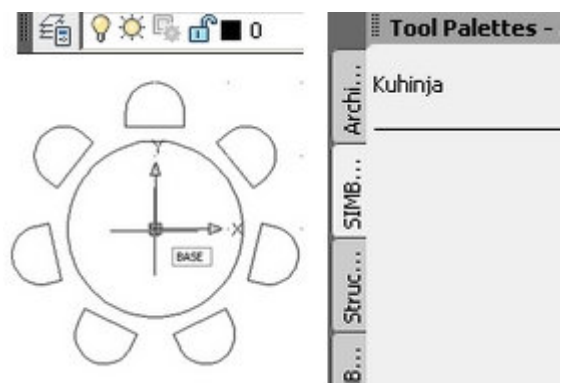 0
Tool Palettes -
Kuhinja
Archi...
SIMB...
Struc...
B...
Y
X
BASE